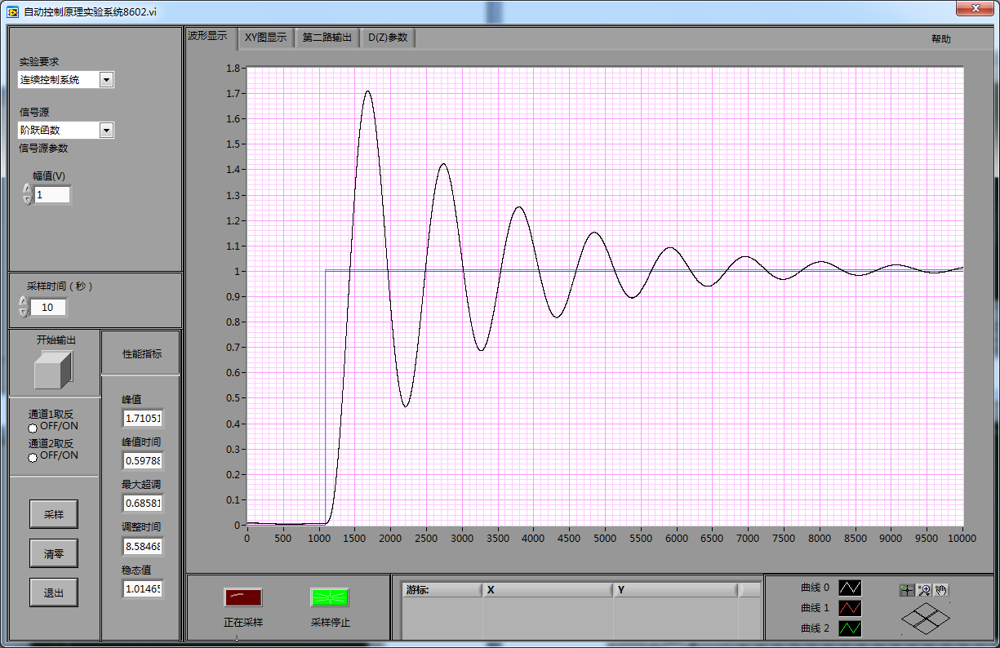 自动控制原理实验系统8602.vi
波形显示 XY图显示 第二路输出 D(Z)参数 帮助
实验要求
连续控制系统
信号源
阶跃函数
信号源参数
幅值(V)
1
采样时间(秒)
10
开始输出
通道1取反
OFF/ON
通道2取反
OFF/ON
采样
清零
退出
性能指标
峰值
1.71051
峰值时间
0.59788
最大超调
0.68581
调整时间
8.58468
稳态值
1.01465
1.8
1.7
1.6
1.5
1.4
1.3
1.2
1.1
1
0.9
0.8
0.7
0.6
0.5
0.4
0.3
0.2
0.1
0
0 500 1000 1500 2000 2500 3000 3500 4000 4500 5000 5500 6000 6500 7000 7500 8000 8500 9000 9500 10000
正在采样 采样停止
游标: X Y
曲线 0
曲线 1
曲线 2